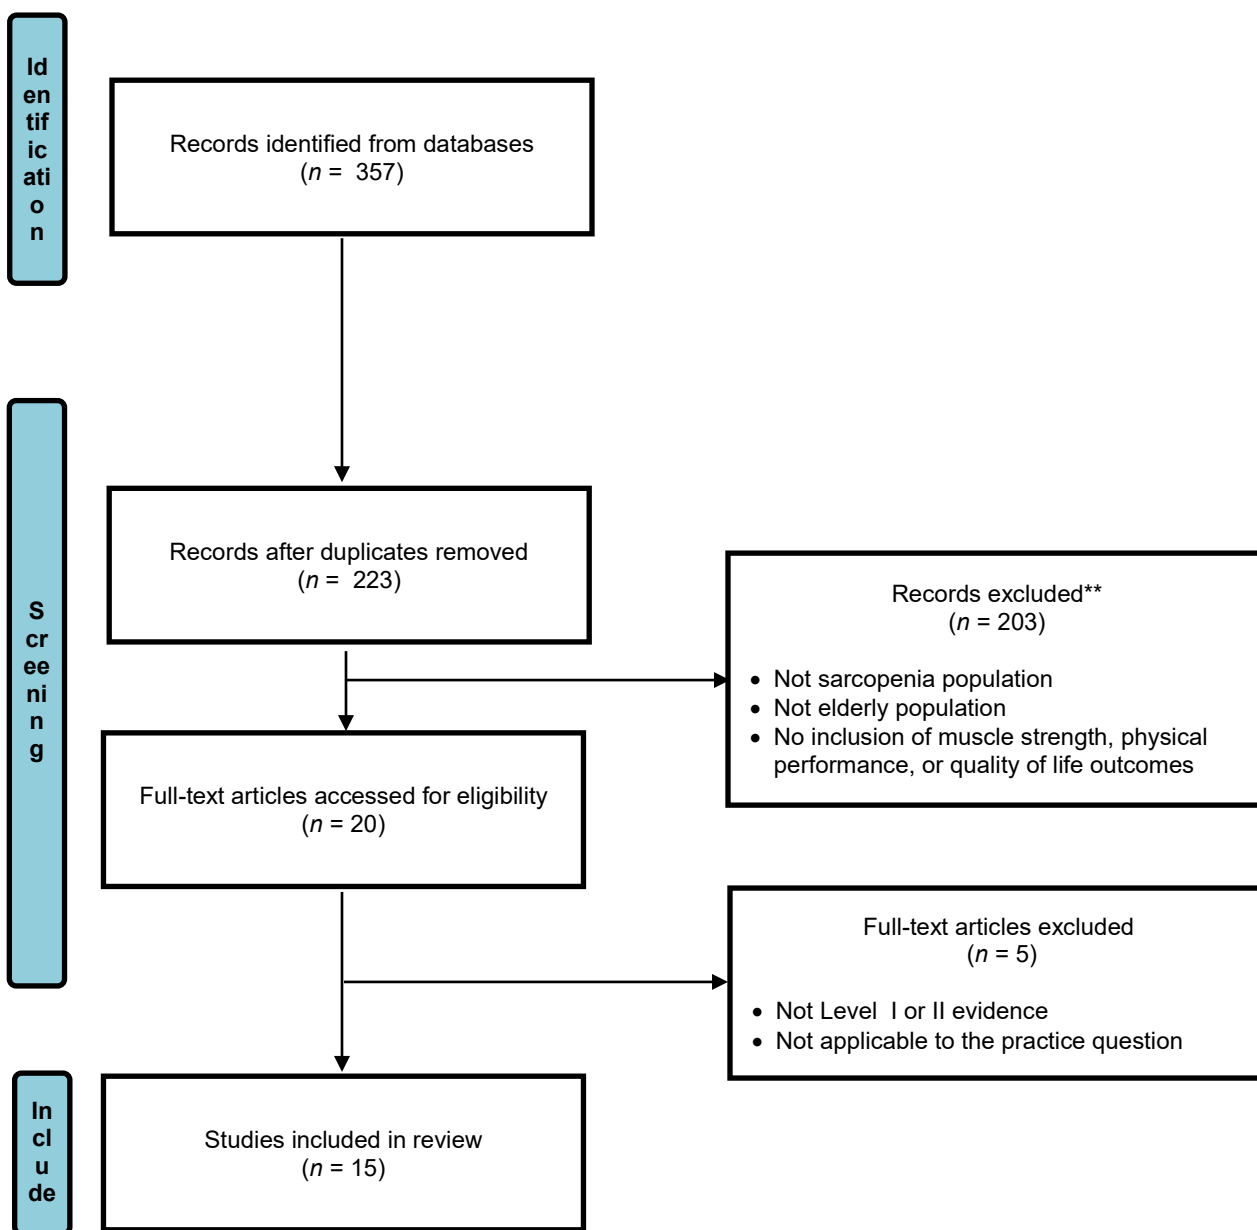 Id
en
tif
ic
ati
o
n
Records identified from databases
(n = 357)
S
cr
ee
ni
n
g
Records after duplicates removed
(n = 223)
Records excluded**
(n = 203)
• Not sarcopenia population
• Not elderly population
• No inclusion of muscle strength, physical
performance, or quality of life outcomes
Full-text articles accessed for eligibility
(n = 20)
Full-text articles excluded
(n = 5)
• Not Level I or II evidence
• Not applicable to the practice question
In
cl
u
de
Studies included in review
(n = 15)